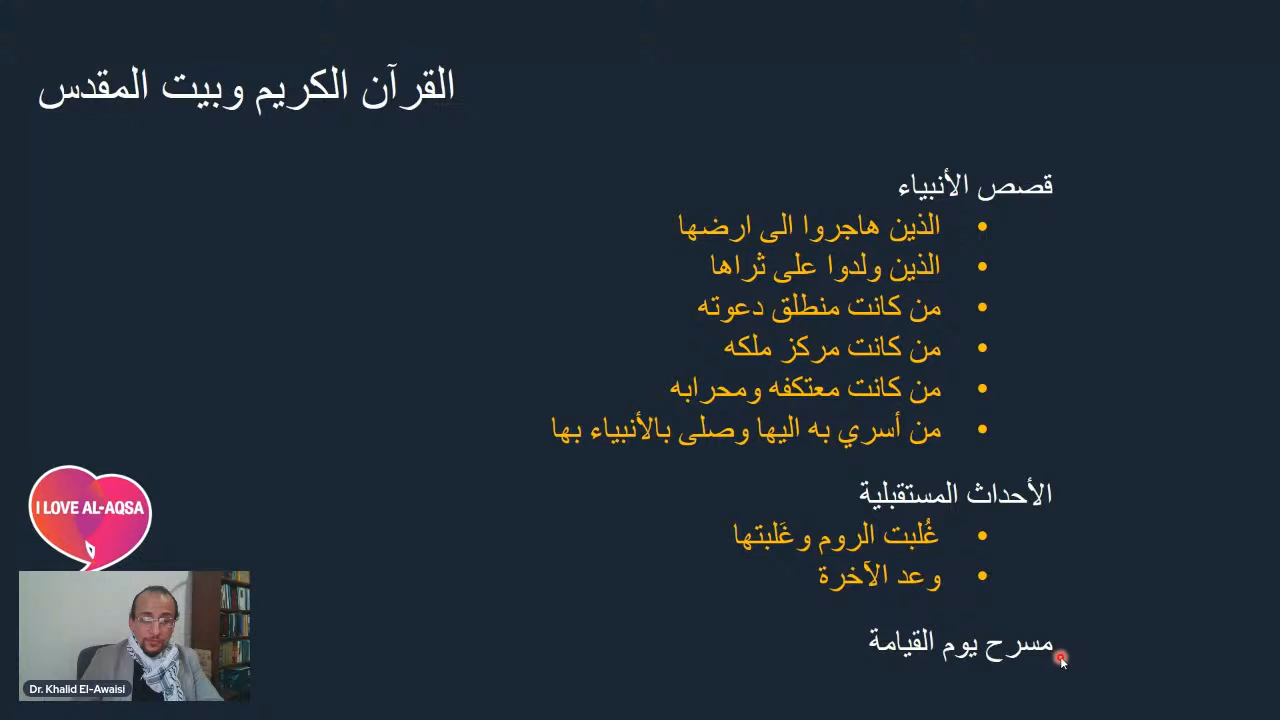 القرآن الكريم وبيت المقدس
قصص الأنبياء
• الذين هاجروا الى ارضها
• الذين ولدوا على ثراها
• من كانت منطلق دعوته
• من كانت مركز ملكه
• من كانت معتكفه ومحرابه
• من أسري به اليها وصلى بالأنبياء بها
الأحداث المستقبلية
• غُلبت الروم وغَلبتها
• وعد الآخرة
مسرح يوم القيامة
I LOVE AL-AQSA
Dr. Khalid El-Awaisi